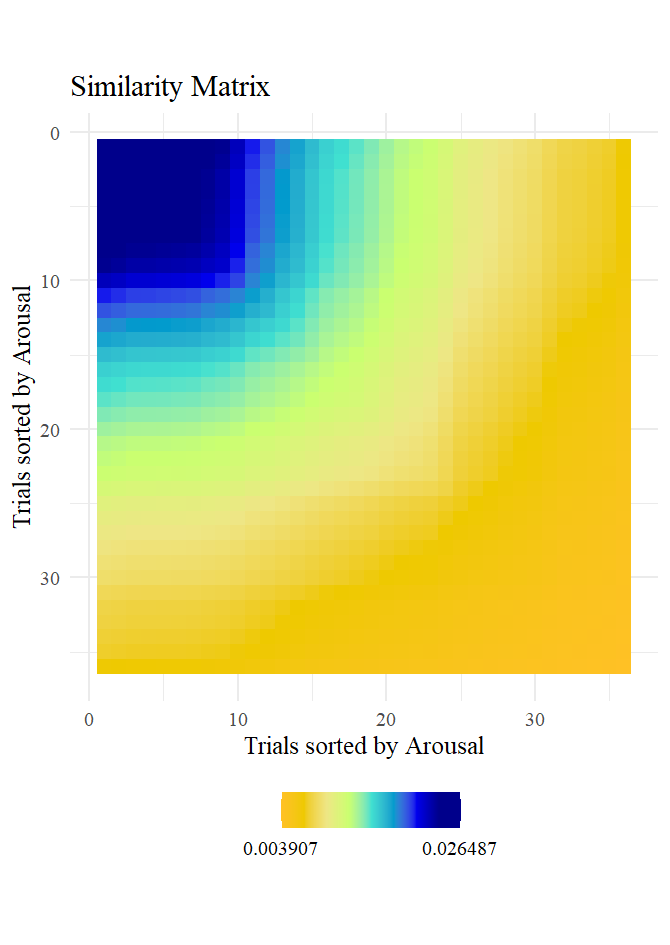 Similarity Matrix
0
10
20
30
Trials sorted by Arousal
0 10 20 30
Trials sorted by Arousal
0.003907 0.026487